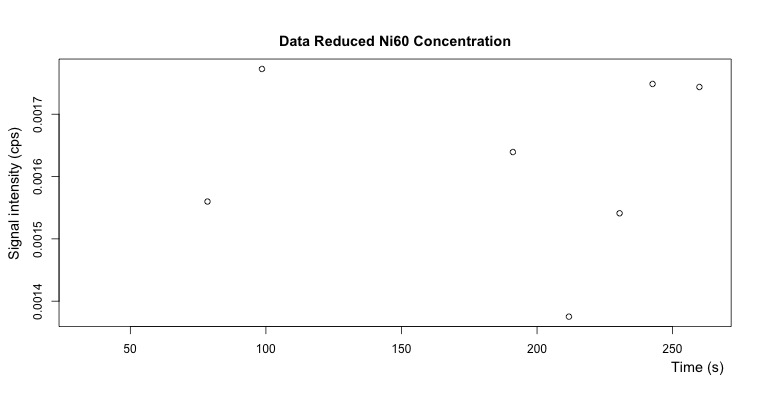 Data Reduced Ni60 Concentration
Signal intensity (cps)
0.0017
0.0016
0.0015
0.0014
50 100 150 200 250
Time (s)